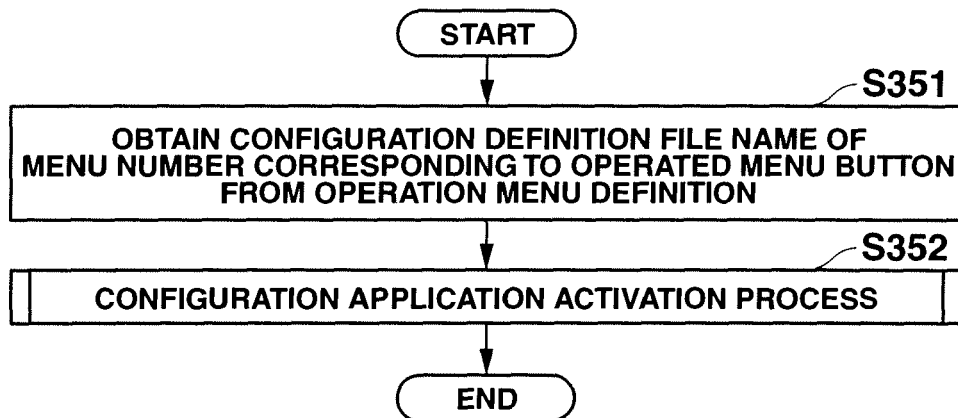 START
S351
OBTAIN CONFIGURATION DEFINITION FILE NAME OF
MENU NUMBER CORRESPONDING TO OPERATED MENU BUTTON
FROM OPERATION MENU DEFINITION
S352
CONFIGURATION APPLICATION ACTIVATION PROCESS
END